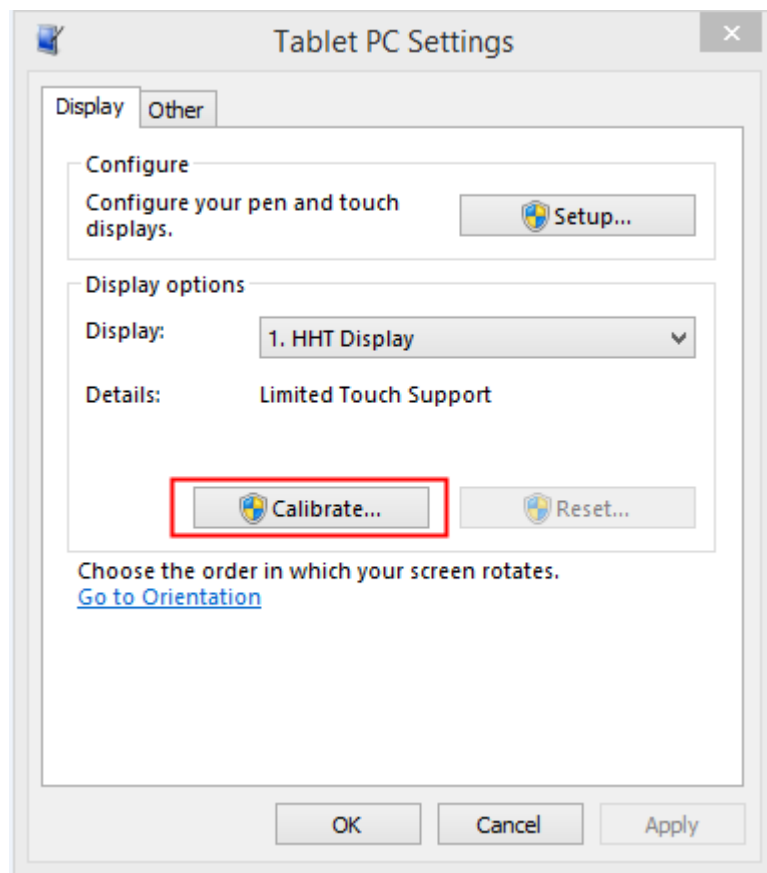 Tablet PC Settings
Display
Other
Configure
Configure your pen and touch
displays.
Setup...
Display options
Display:
1. HHT Display
Details:
Limited Touch Support
Calibrate...
Reset...
Choose the order in which your screen rotates.
Go to Orientation
OK
Cancel
Apply